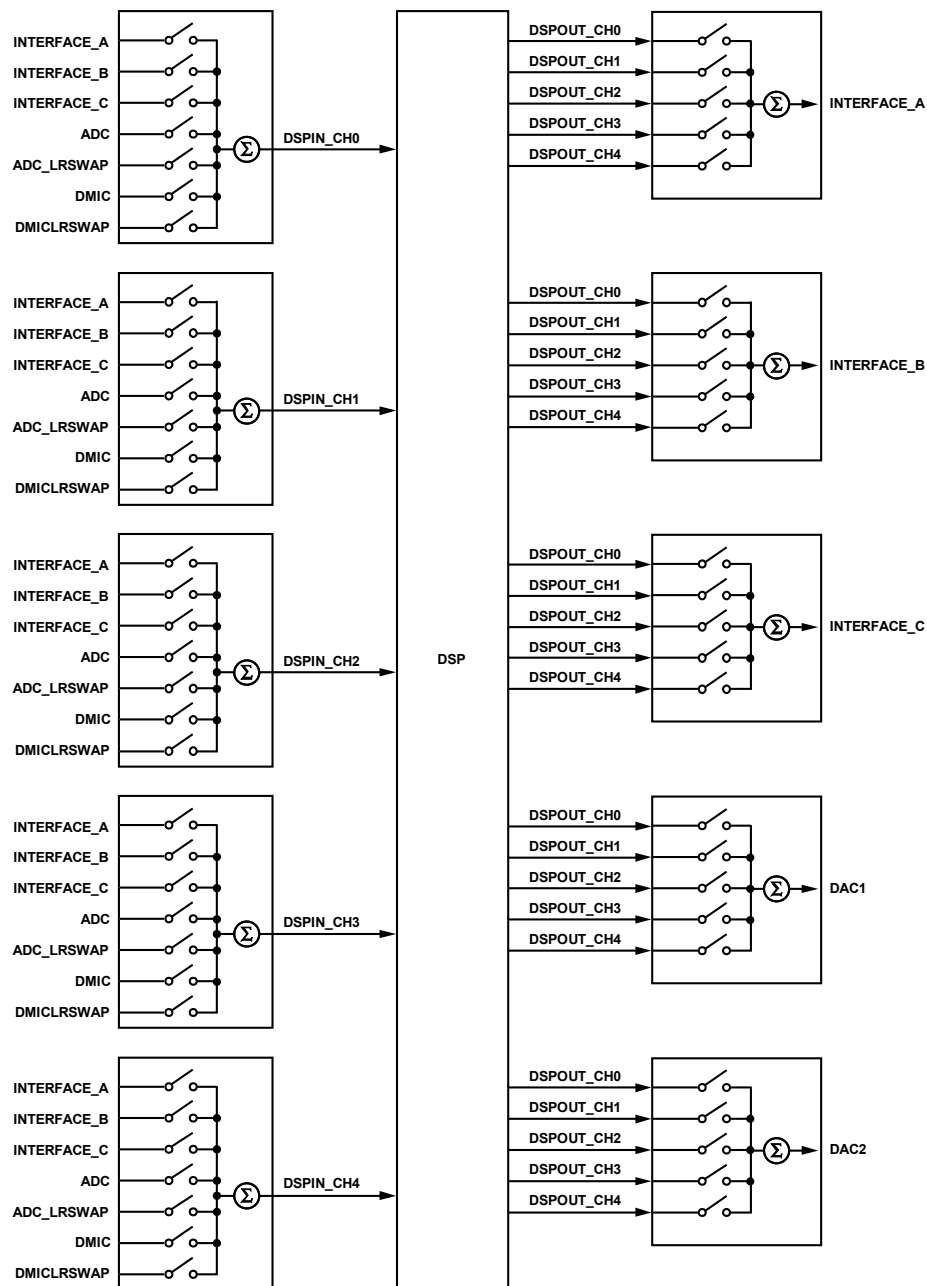 INTERFACE_A
INTERFACE_B
INTERFACE_C
ADC
ADC_LRSWAP
DMIC
DMICLRSWAP
Σ
DSPIN_CH0
INTERFACE_A
INTERFACE_B
INTERFACE_C
ADC
ADC_LRSWAP
DMIC
DMICLRSWAP
Σ
DSPIN_CH1
INTERFACE_A
INTERFACE_B
INTERFACE_C
ADC
ADC_LRSWAP
DMIC
DMICLRSWAP
Σ
DSPIN_CH2
INTERFACE_A
INTERFACE_B
INTERFACE_C
ADC
ADC_LRSWAP
DMIC
DMICLRSWAP
Σ
DSPIN_CH3
INTERFACE_A
INTERFACE_B
INTERFACE_C
ADC
ADC_LRSWAP
DMIC
DMICLRSWAP
Σ
DSPIN_CH4
DSP
DSPOUT_CH0
DSPOUT_CH1
DSPOUT_CH2
DSPOUT_CH3
DSPOUT_CH4
Σ
INTERFACE_A
DSPOUT_CH0
DSPOUT_CH1
DSPOUT_CH2
DSPOUT_CH3
DSPOUT_CH4
Σ
INTERFACE_B
DSPOUT_CH0
DSPOUT_CH1
DSPOUT_CH2
DSPOUT_CH3
DSPOUT_CH4
Σ
INTERFACE_C
DSPOUT_CH0
DSPOUT_CH1
DSPOUT_CH2
DSPOUT_CH3
DSPOUT_CH4
Σ
DAC1
DSPOUT_CH0
DSPOUT_CH1
DSPOUT_CH2
DSPOUT_CH3
DSPOUT_CH4
Σ
DAC2